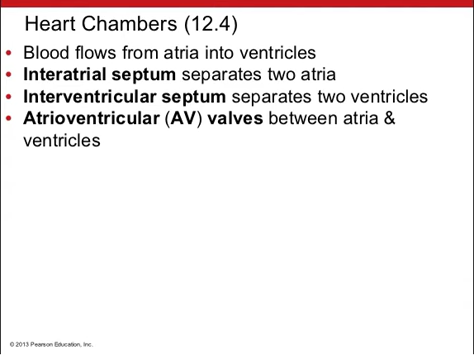 Heart Chambers (12.4)
• Blood flows from atria into ventricles
• Interatrial septum separates two atria
• Interventricular septum separates two ventricles
• Atrioventricular (AV) valves between atria &
ventricles
© 2013 Pearson Education, Inc.